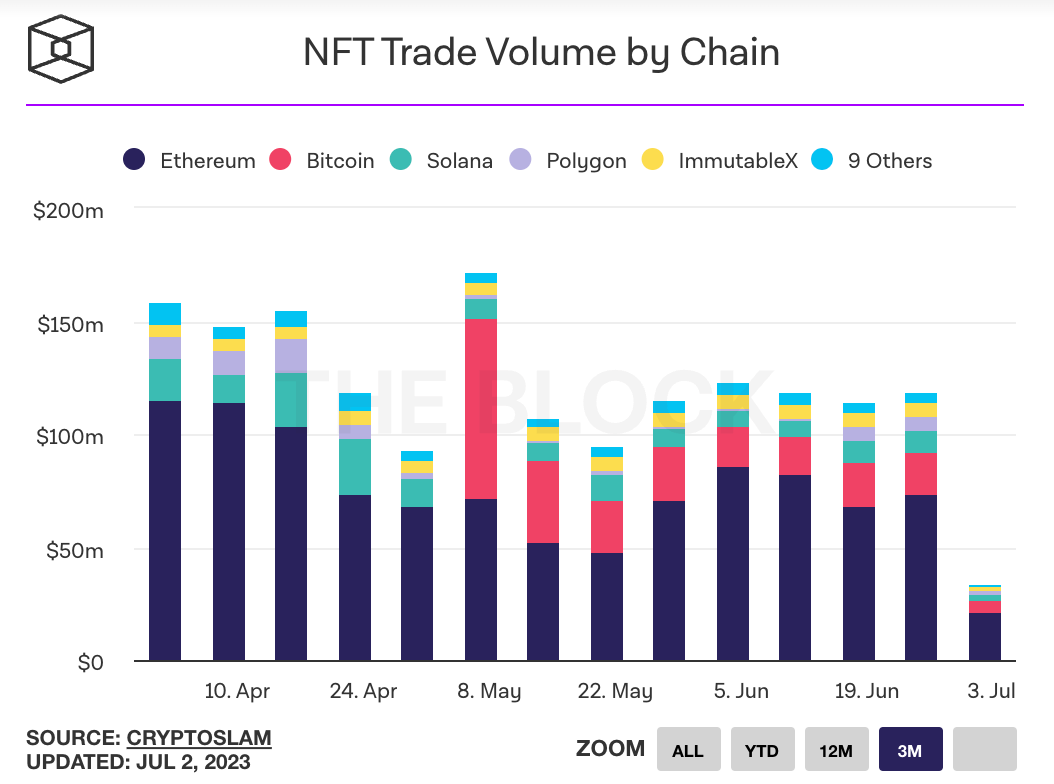 NFT Trade Volume by Chain
Ethereum Bitcoin Solana Polygon ImmutableX 9 Others
$200m
$150m
THE BLOCK
$100m
$50m
$0
10. Apr 24. Apr 8. May 22. May 5. Jun 19. Jun 3. Jul
SOURCE: CRYPTOSLAM
UPDATED: JUL 2, 2023
ZOOM ALL YTD 12M 3M